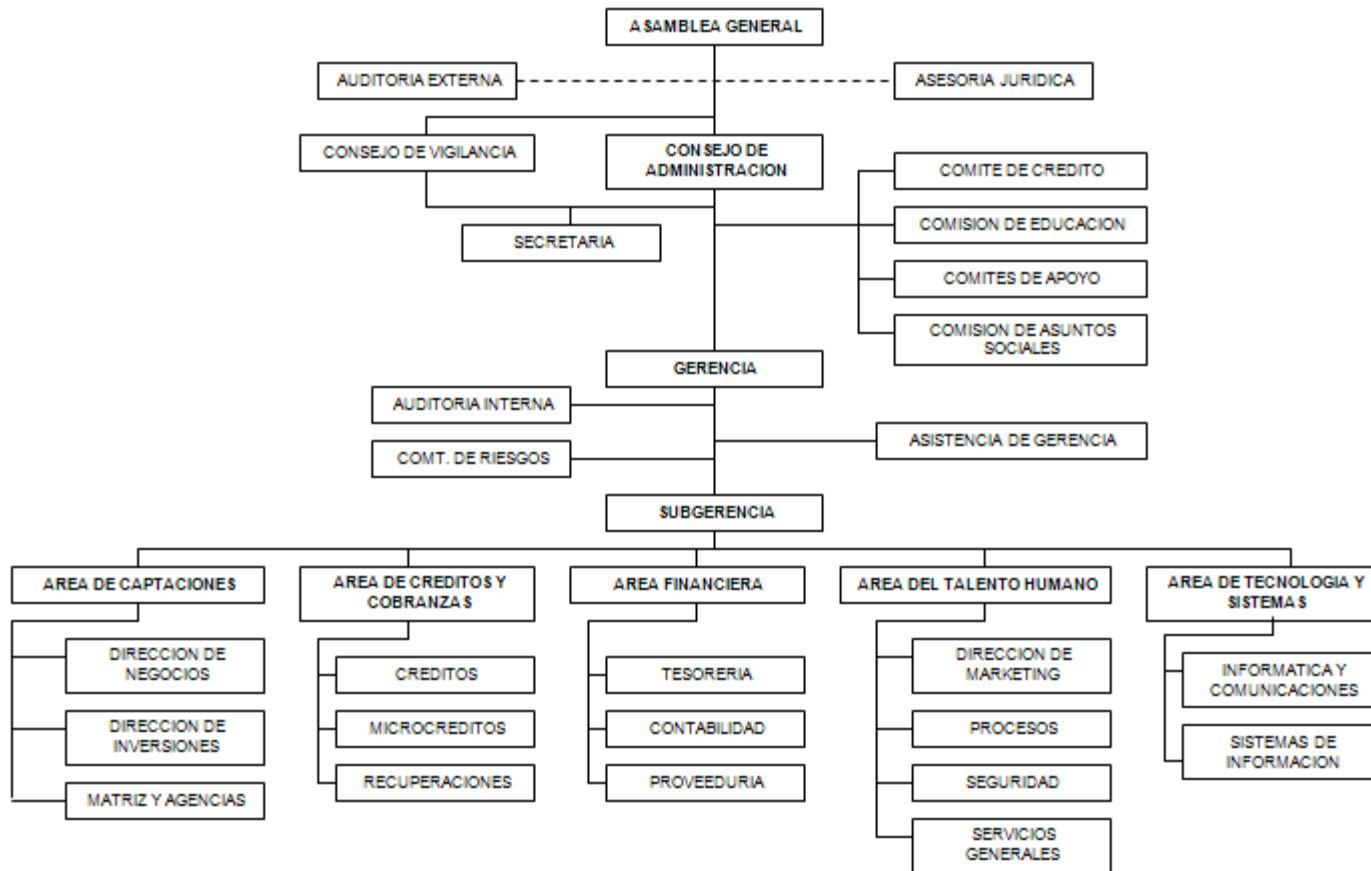 ASAMBLEA GENERAL
AUDITORIA EXTERNA
ASESORIA JURIDICA
CONSEJO DE VIGILANCIA
CONSEJO DE
ADMINISTRACION
COMITE DE CREDITO
COMISION DE EDUCACION
SECRETARIA
COMITES DE APOYO
COMISION DE ASUNTOS
SOCIALES
GERENCIA
AUDITORIA INTERNA
ASISTENCIA DE GERENCIA
COMT. DE RIESGOS
SUBGERENCIA
AREA DE CAPTACIONES
DIRECCION DE
NEGOCIOS
DIRECCION DE
INVERSIONES
MATRIZ Y AGENCIAS
AREA DE CREDITOS Y
COBRANZAS
CREDITOS
MICROCREDITOS
RECUPERACIONES
AREA FINANCIERA
TESORERIA
CONTABILIDAD
PROVEEDURIA
AREA DEL TALENTO HUMANO
DIRECCION DE
MARKETING
PROCESOS
SEGURIDAD
SERVICIOS
GENERALES
AREA DE TECNOLOGIA Y
SISTEMAS
INFORMATICA Y
COMUNICACIONES
SISTEMAS DE
INFORMACION